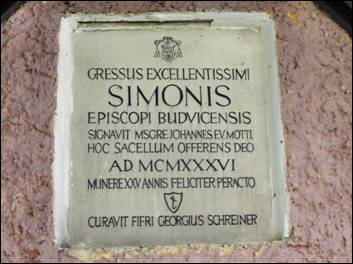 GRESSUS EXCELLENTISSIMI
SIMONIS
EPISCOPI BUDVICENSIS
SIGNAVIT MSGRE JOHANNES EV. MOTTL
HOC SACELLUM OFFERENS DEO
AD MCMXXXVI
MUNERE XXV ANNIS FELICITER PERACTO
CURAVIT FIFRI GEORGIUS SCHREINER